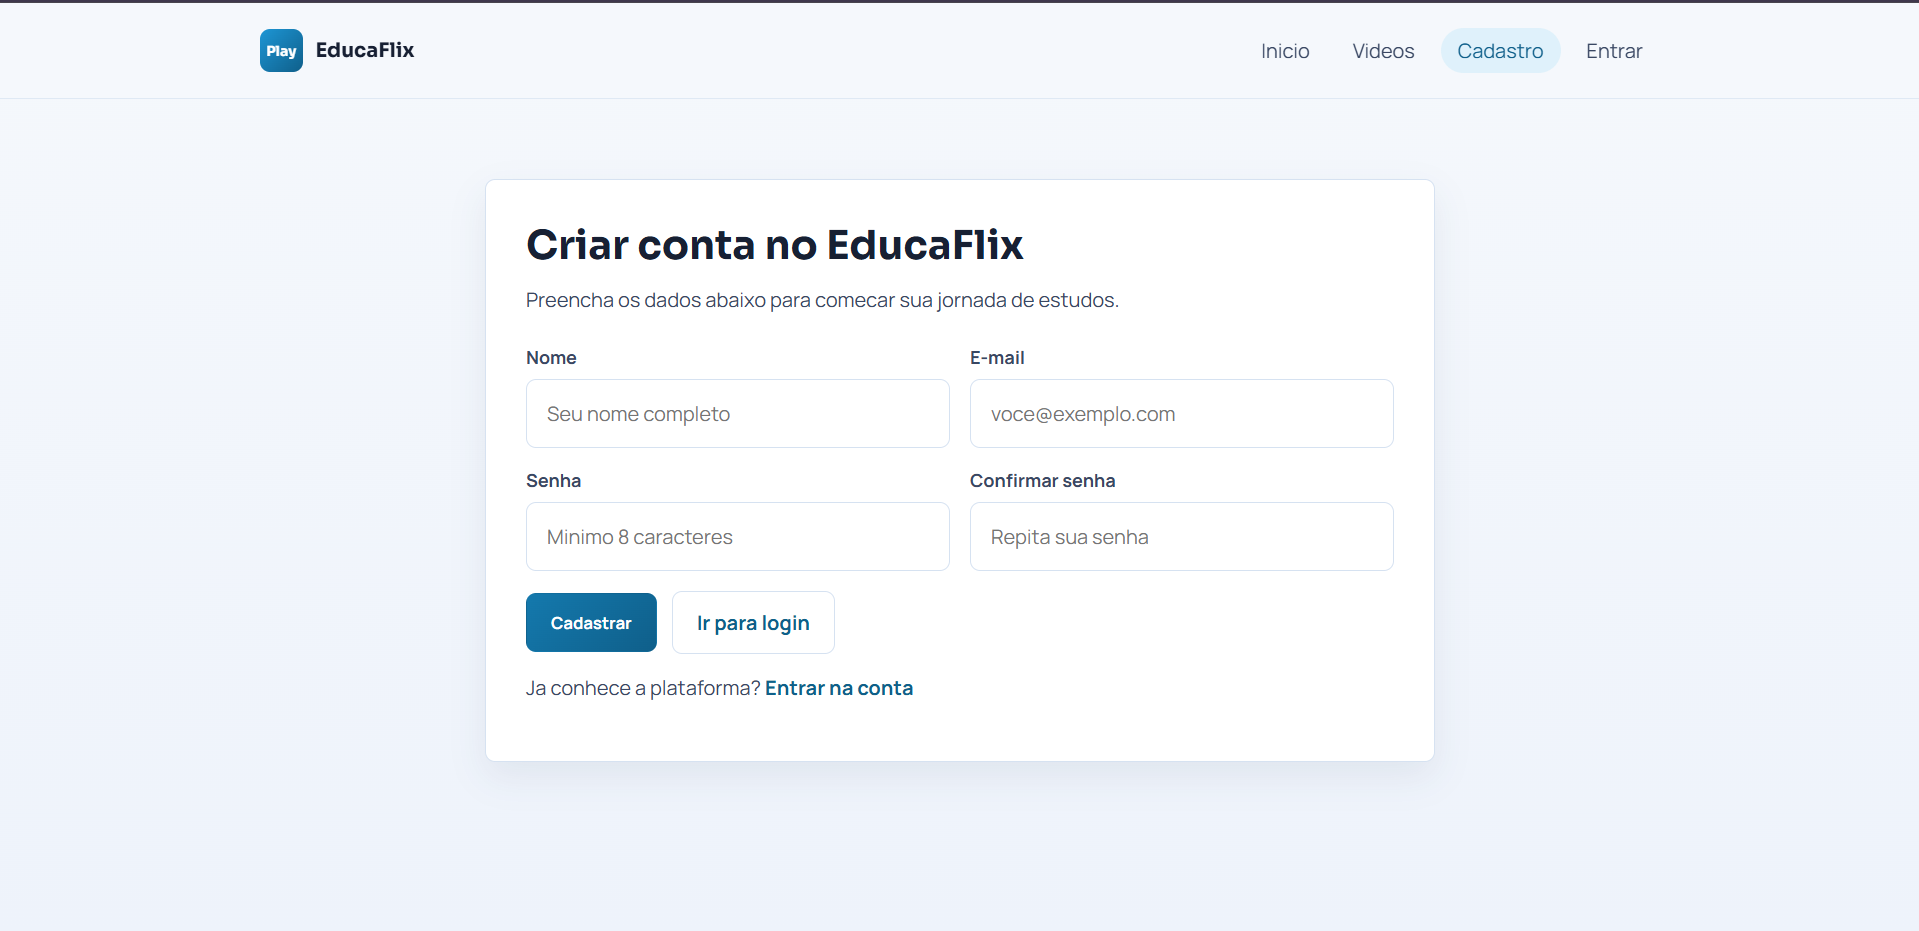 Play EducaFlix Inicio Videos Cadastro Entrar
Criar conta no EducaFlix
Preencha os dados abaixo para comecar sua jornada de estudos.
Nome E-mail
Seu nome completo voce@exemplo.com
Senha Confirmar senha
Minimo 8 caracteres Repita sua senha
Cadastrar Ir para login
Ja conhece a plataforma? Entrar na conta